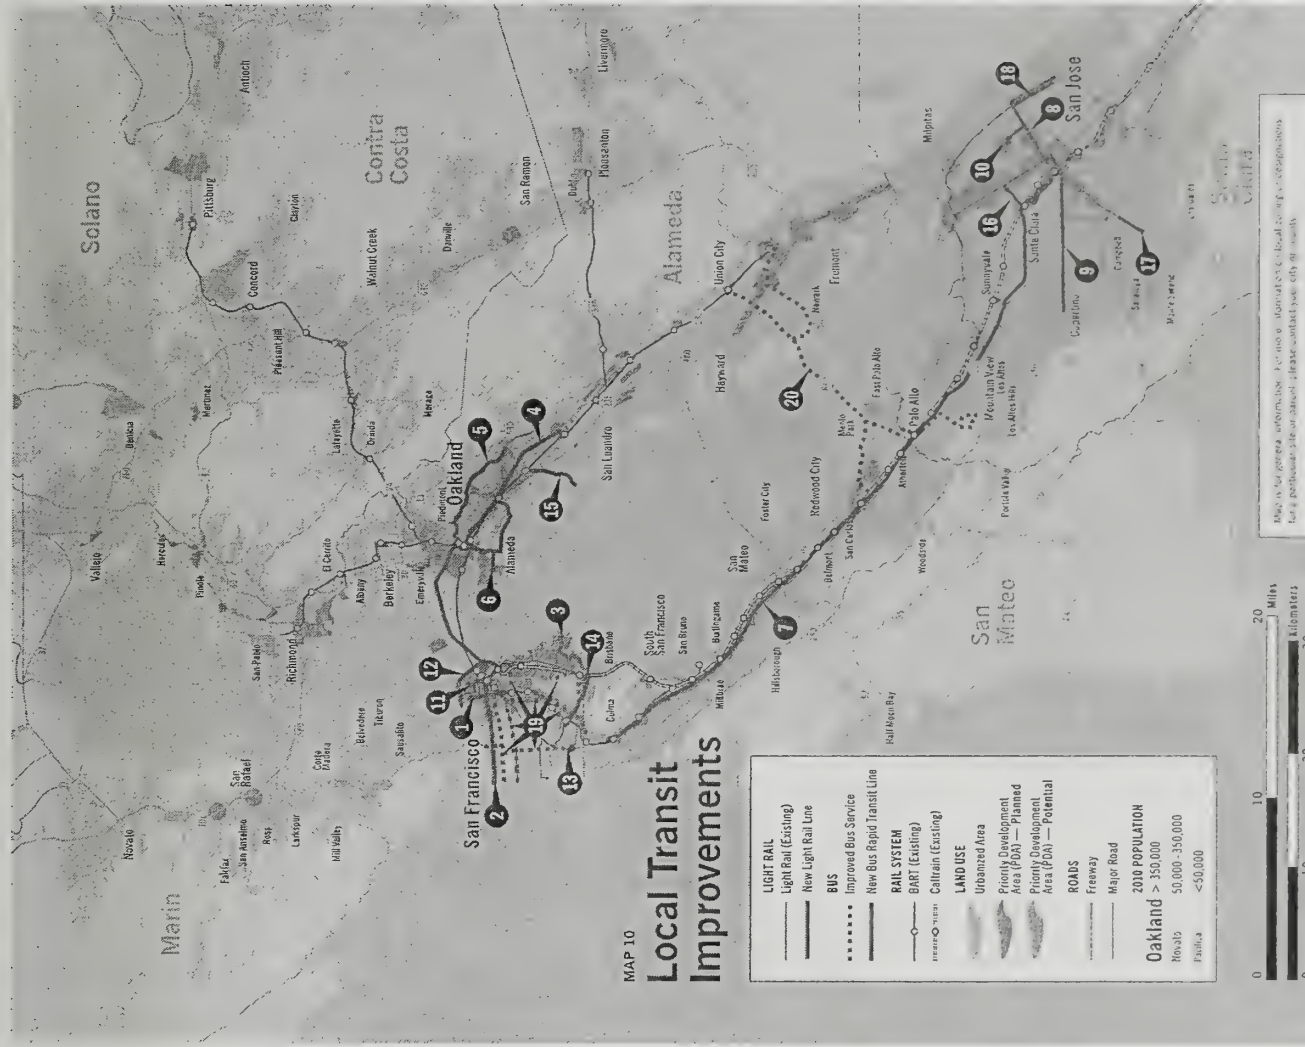 MAP 10
Local Transit
Improvements
LIGHT RAIL
Light Rail (Existing)
New Light Rail Line
BUS
Improved Bus Service
New Bus Rapid Transit Line
RAIL SYSTEM
BART (Existing)
Caltrain (Existing)
LAND USE
Urbanized Area
Priority Development
Area (PDA) — Planned
Priority Development
Area (PDA) — Potential
ROADS
Freeway
Major Road
2010 POPULATION
Oakland > 350,000
Novato 50,000 - 350,000
Pacifica <50,000
0 10 20 Miles
Kilometers
Marin
Solano
Contra
Costa
Alameda
San
Mateo
Novato
Fairfax
San Anselmo
Ross
San
Rafael
Larkspur
Mill Valley
Corte
Madera
Belvedere
Tiburon
Sausalito
Vallejo
Benicia
Hercules
Pinole
Martinez
San Pablo
Richmond
El Cerrito
Albany
Berkeley
Emeryville
Piedmont
Oakland
Alameda
Pittsburg
Antioch
Concord
Clayton
Pleasant Hill
Walnut Creek
Lafayette
Orinda
Moraga
Danville
San Ramon
Dublin
Pleasanton
Livermore
San Leandro
Hayward
Union City
Newark
Fremont
San Francisco
Brisbane
Colma
South
San Francisco
San Bruno
Millbrae
Burlingame
Hillsborough
San
Mateo
Foster City
Belmont
San Carlos
Redwood City
Half Moon Bay
Woodside
Atherton
Menlo
Park
East Palo Alto
Palo Alto
Portola Valley
Los Altos Hills
Los Altos
Mountain View
Sunnyvale
Santa Clara
Cupertino
Milpitas
San Jose
Campbell
Saratoga
Monte Sereno
1
2
3
4
5
6
7
8
9
10
11
12
13
14
15
16
17
18
19
20